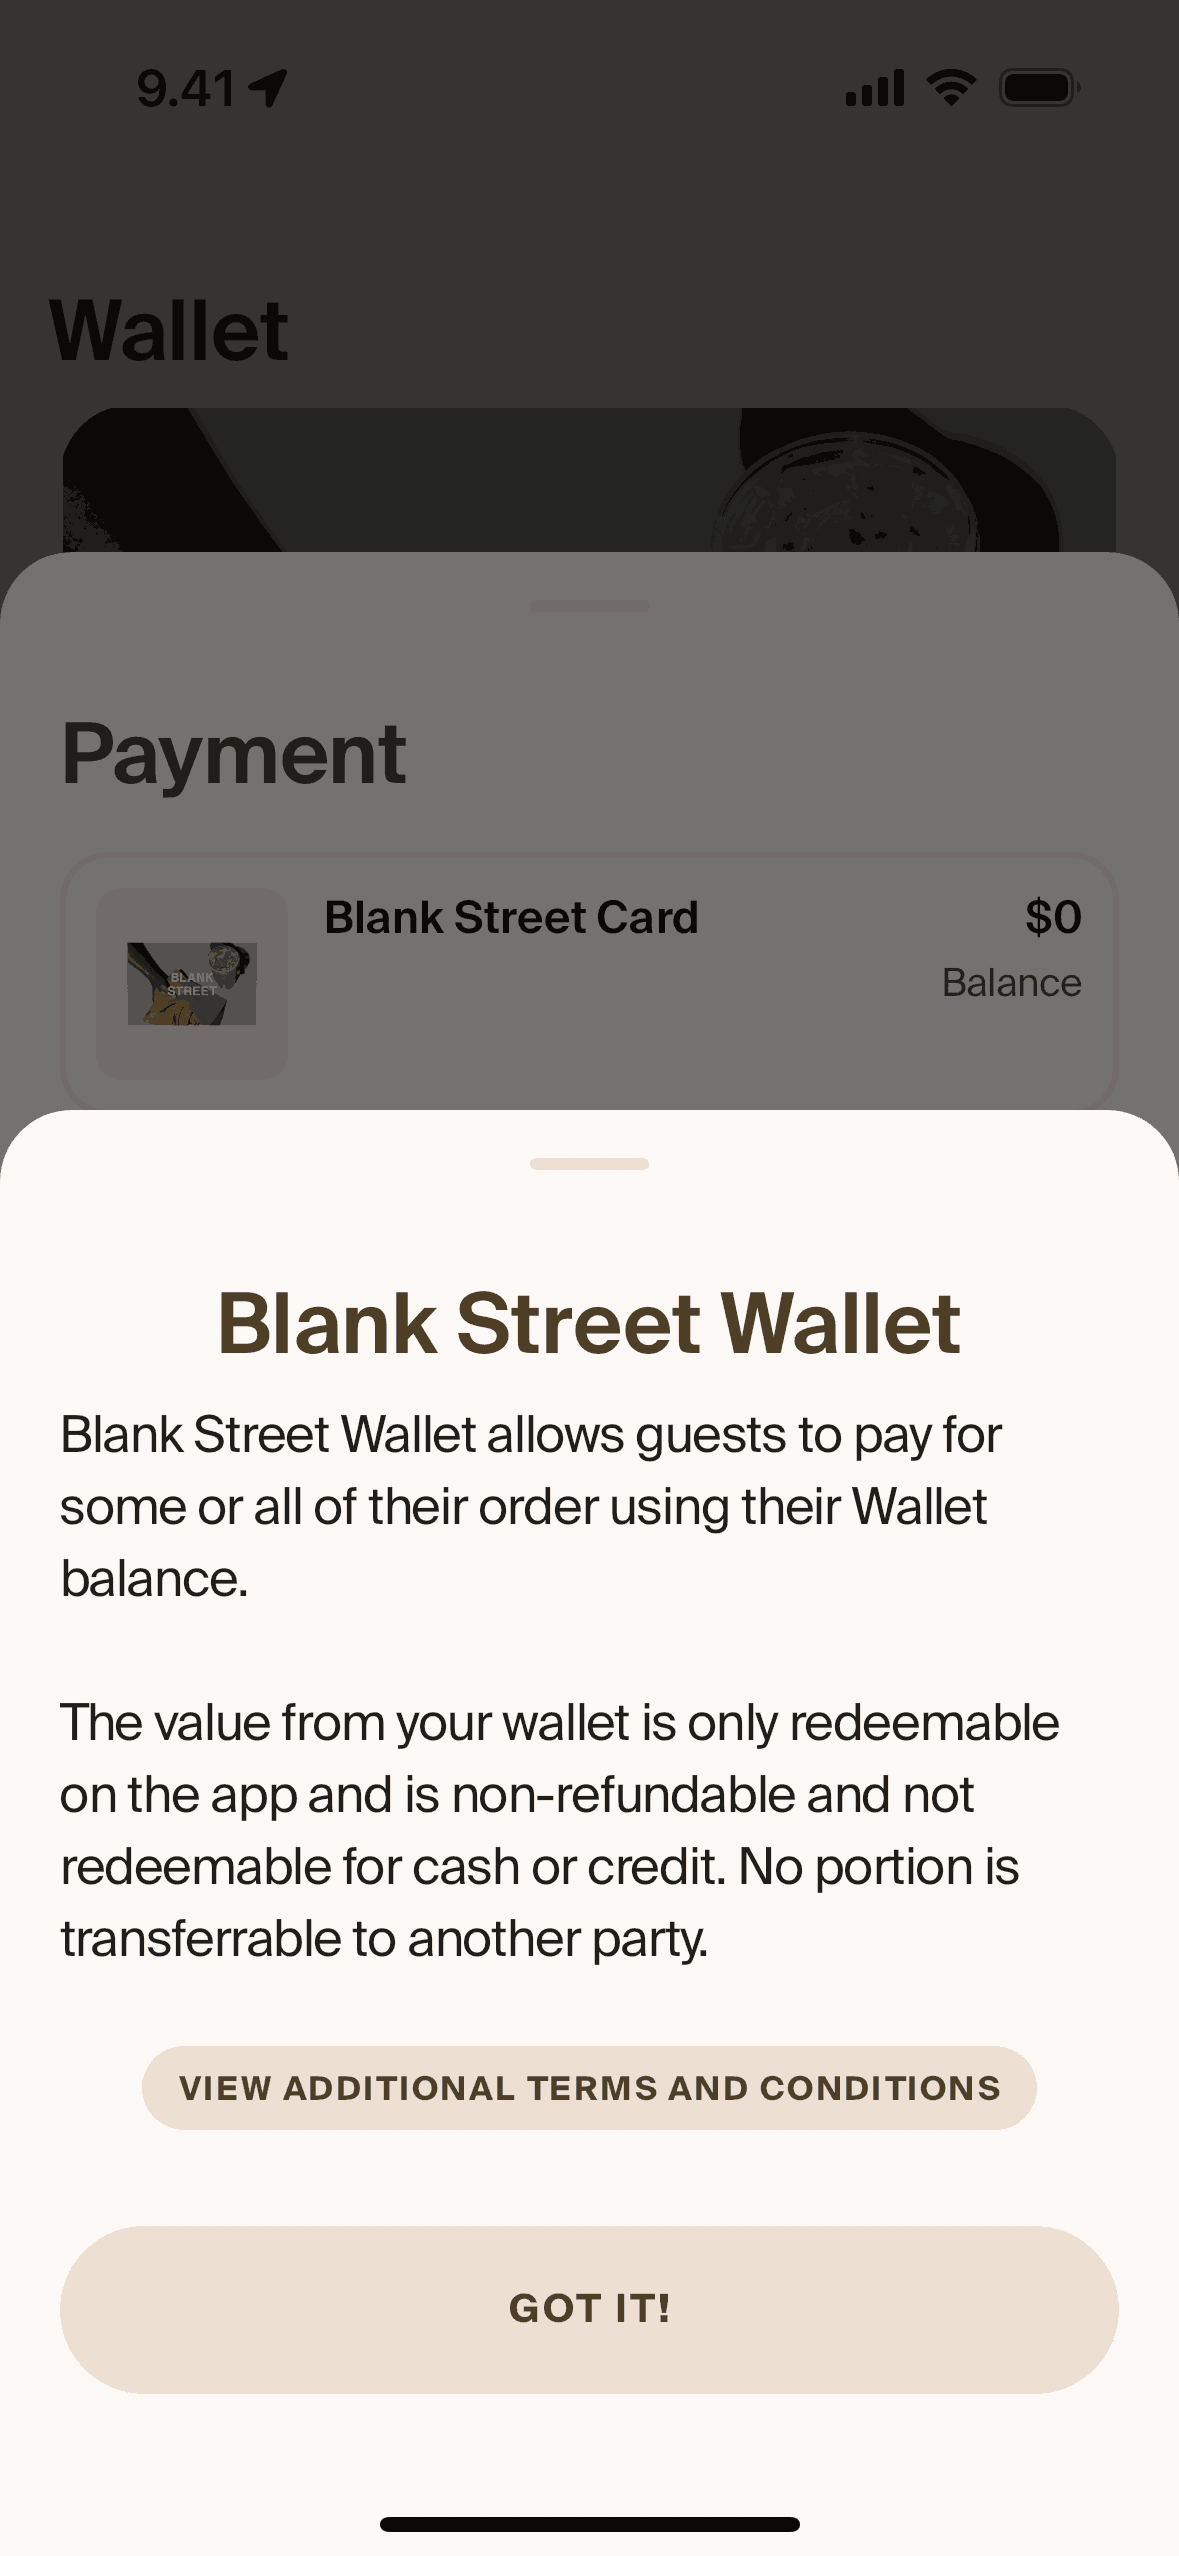 9.41
Wallet
Payment
Blank Street Card
$0
Balance
BLANK
STREET
Blank Street Wallet
Blank Street Wallet allows guests to pay for
some or all of their order using their Wallet
balance.
The value from your wallet is only redeemable
on the app and is non-refundable and not
redeemable for cash or credit. No portion is
transferrable to another party.
VIEW ADDITIONAL TERMS AND CONDITIONS
GOT IT!